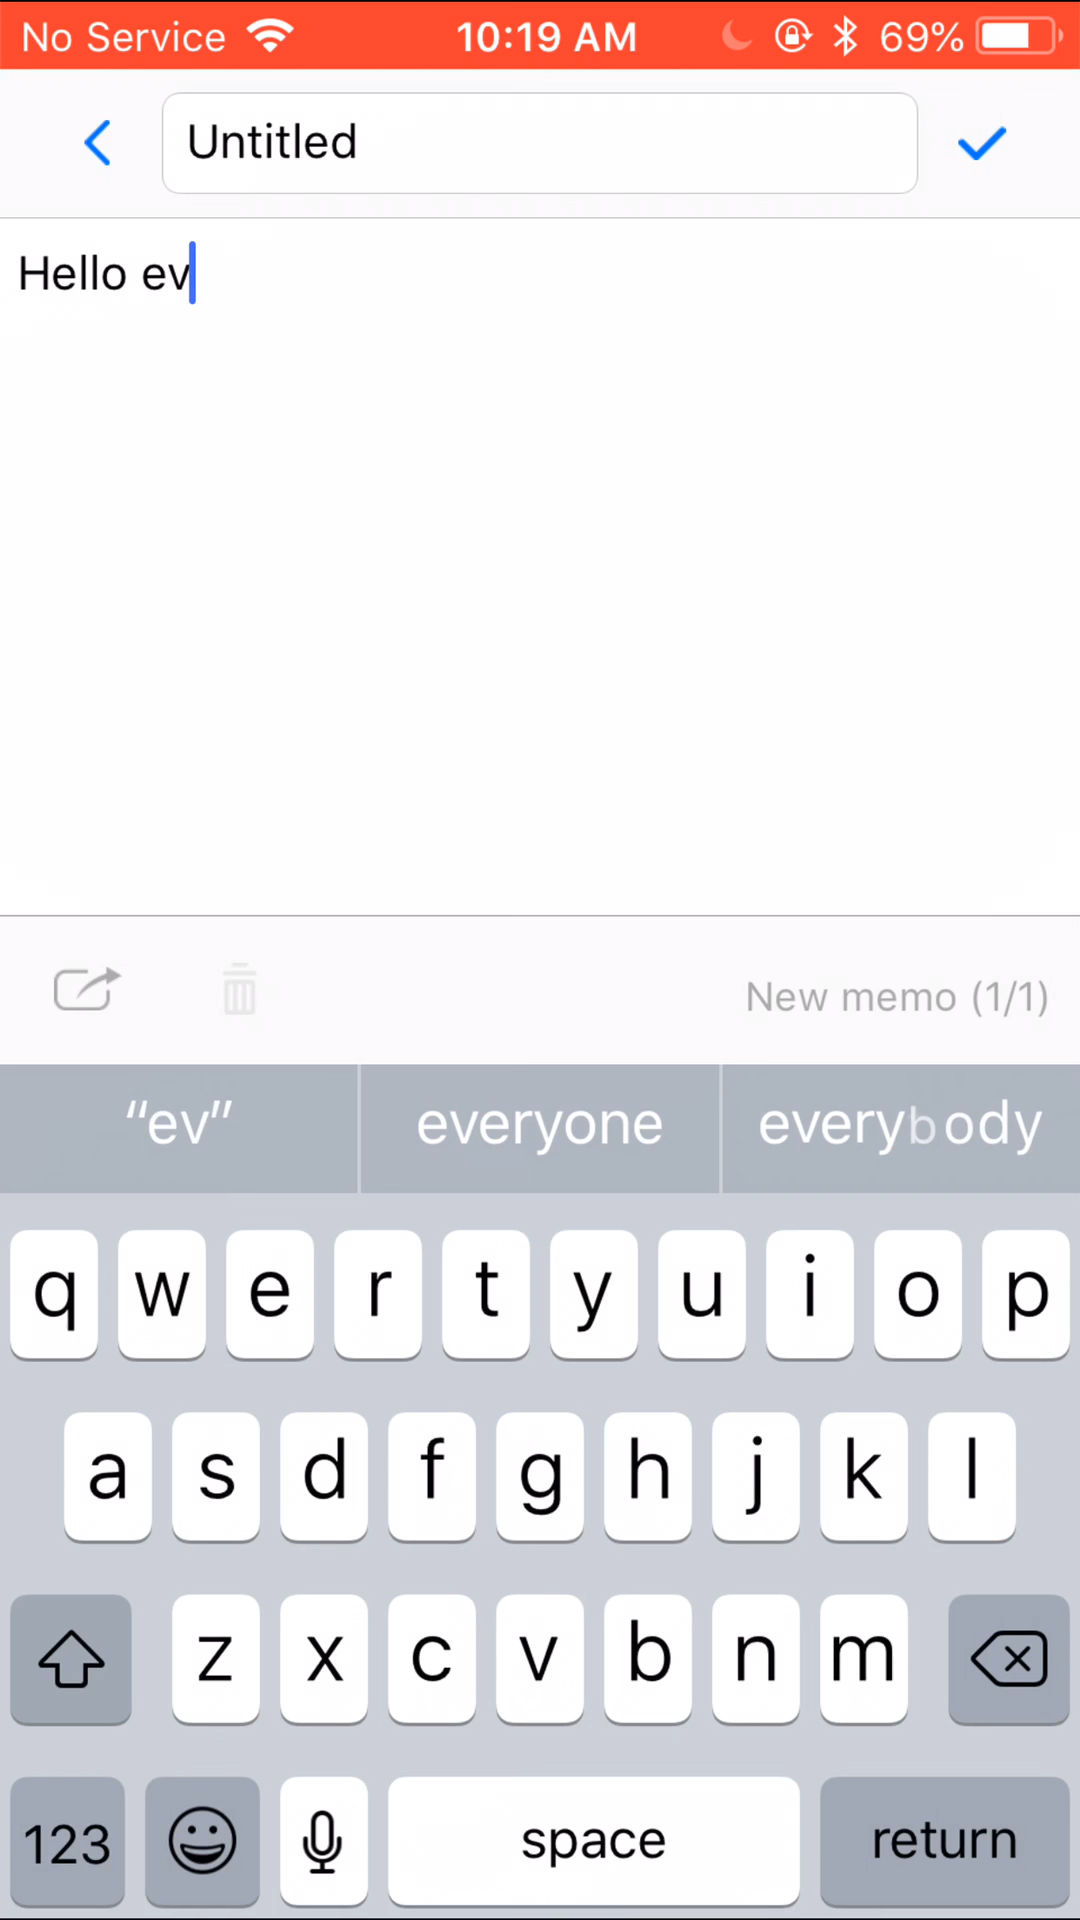 No Service 10:19 AM 69%
Untitled
Hello ev
New memo (1/1)
“ev” everyone everybody
q w e r t y u i o p
a s d f g h j k l
z x c v b n m
123 space return